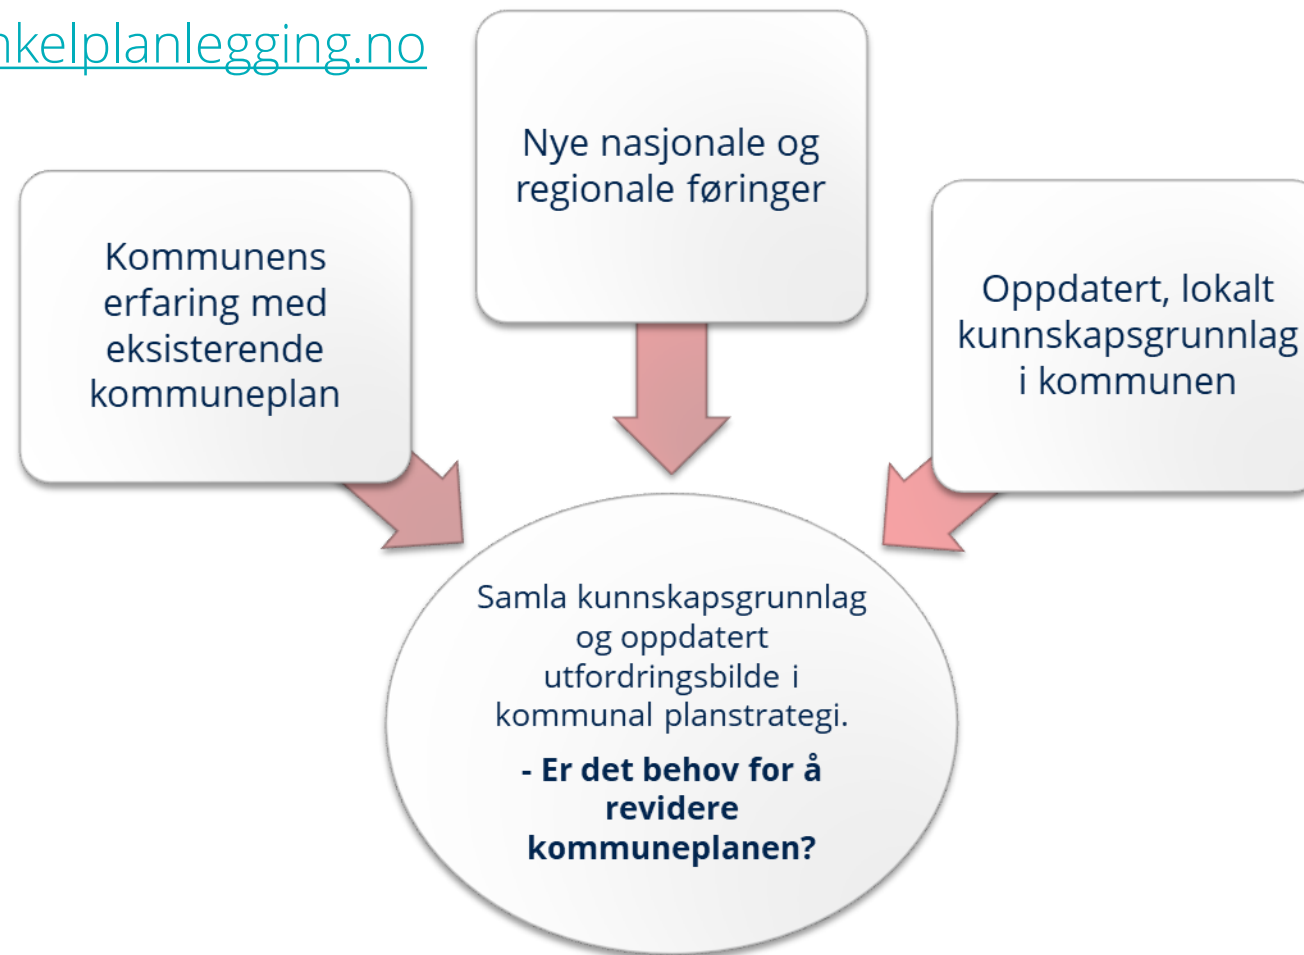 nkelplanlegging.no
Nye nasjonale og
regionale føringer
Kommunens
erfaring med
eksisterende
kommuneplan
Oppdatert, lokalt
kunnskapsgrunnlag
i kommunen
Samla kunnskapsgrunnlag
og oppdatert
utfordringsbilde i
kommunal planstrategi.
- Er det behov for å
revidere
kommuneplanen?